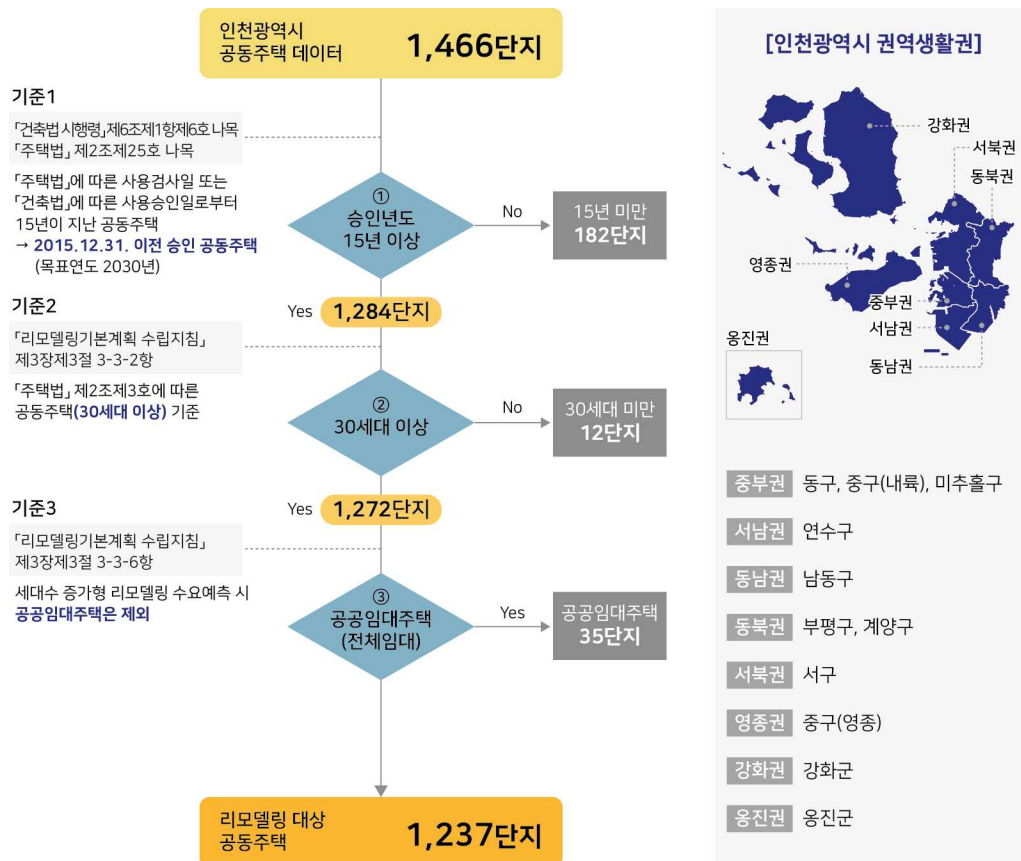 인천광역시
공동주택 데이터
1,466단지
기준1
「건축법 시행령」제6조제1항제6호 나목
「주택법」 제2조제25호 나목
「주택법」에 따른 사용검사일 또는
「건축법」에 따른 사용승인일로부터
15년이 지난 공동주택
→ 2015.12.31. 이전 승인 공동주택
(목표연도 2030년)
①
승인년도
15년 이상
No
15년 미만
182단지
Yes
1,284단지
기준2
「리모델링기본계획 수립지침」
제3장제3절 3-3-2항
「주택법」 제2조제3호에 따른
공동주택(30세대 이상) 기준
②
30세대 이상
No
30세대 미만
12단지
Yes
1,272단지
기준3
「리모델링기본계획 수립지침」
제3장제3절 3-3-6항
세대수 증가형 리모델링 수요예측 시
공공임대주택은 제외
③
공공임대주택
(전체임대)
Yes
공공임대주택
35단지
리모델링 대상
공동주택
1,237단지
[인천광역시 권역생활권]
강화권
서북권
동북권
영종권
중부권
서남권
동남권
옹진권
중부권 동구, 중구(내륙), 미추홀구
서남권 연수구
동남권 남동구
동북권 부평구, 계양구
서북권 서구
영종권 중구(영종)
강화권 강화군
옹진권 옹진군